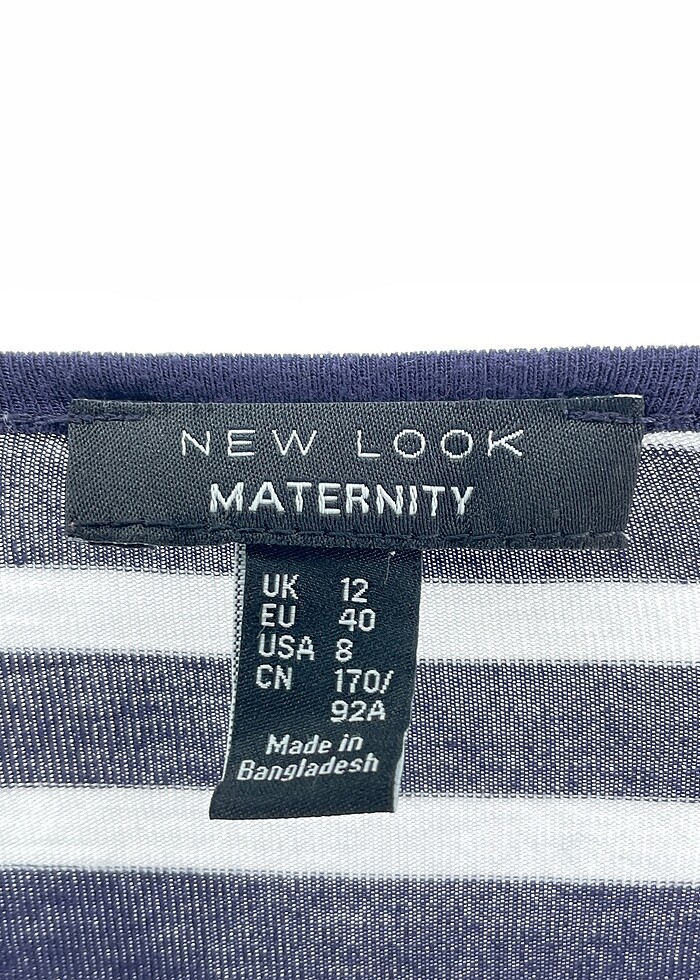 NEW LOOK
MATERNITY
UK 12
EU 40
USA 8
CN 170/
92A
Made in
Bangladesh